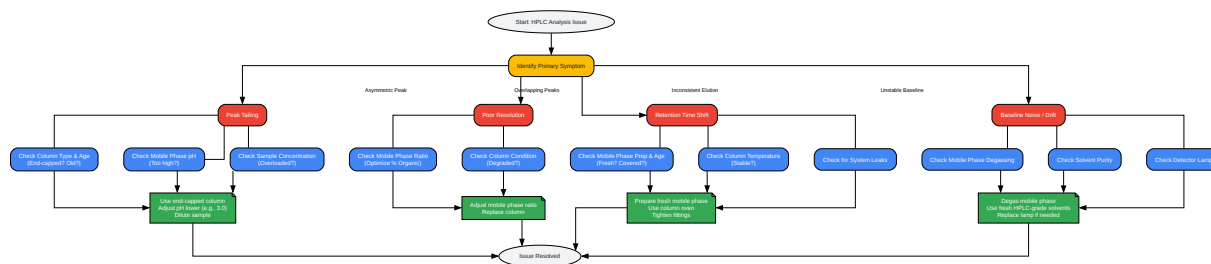 Start: HPLC Analysis Issue
Identify Primary Symptom
Asymmetric Peak
Overlapping Peaks
Inconsistent Elution
Unstable Baseline
Peak Tailing
Poor Resolution
Retention Time Shift
Baseline Noise / Drift
Check Column Type & Age
(End-capped? Old?)
Check Mobile Phase pH
(Too high?)
Check Sample Concentration
(Overloaded?)
Check Mobile Phase Ratio
(Optimize % Organic)
Check Column Condition
(Degraded?)
Check Mobile Phase Prep & Age
(Fresh? Covered?)
Check Column Temperature
(Stable?)
Check for System Leaks
Check Mobile Phase Degassing
Check Solvent Purity
Check Detector Lamp
Use end-capped column
Adjust pH lower (e.g., 3.0)
Dilute sample
Adjust mobile phase ratio
Replace column
Prepare fresh mobile phase
Use column oven
Tighten fittings
Degas mobile phase
Use fresh HPLC-grade solvents
Replace lamp if needed
Issue Resolved